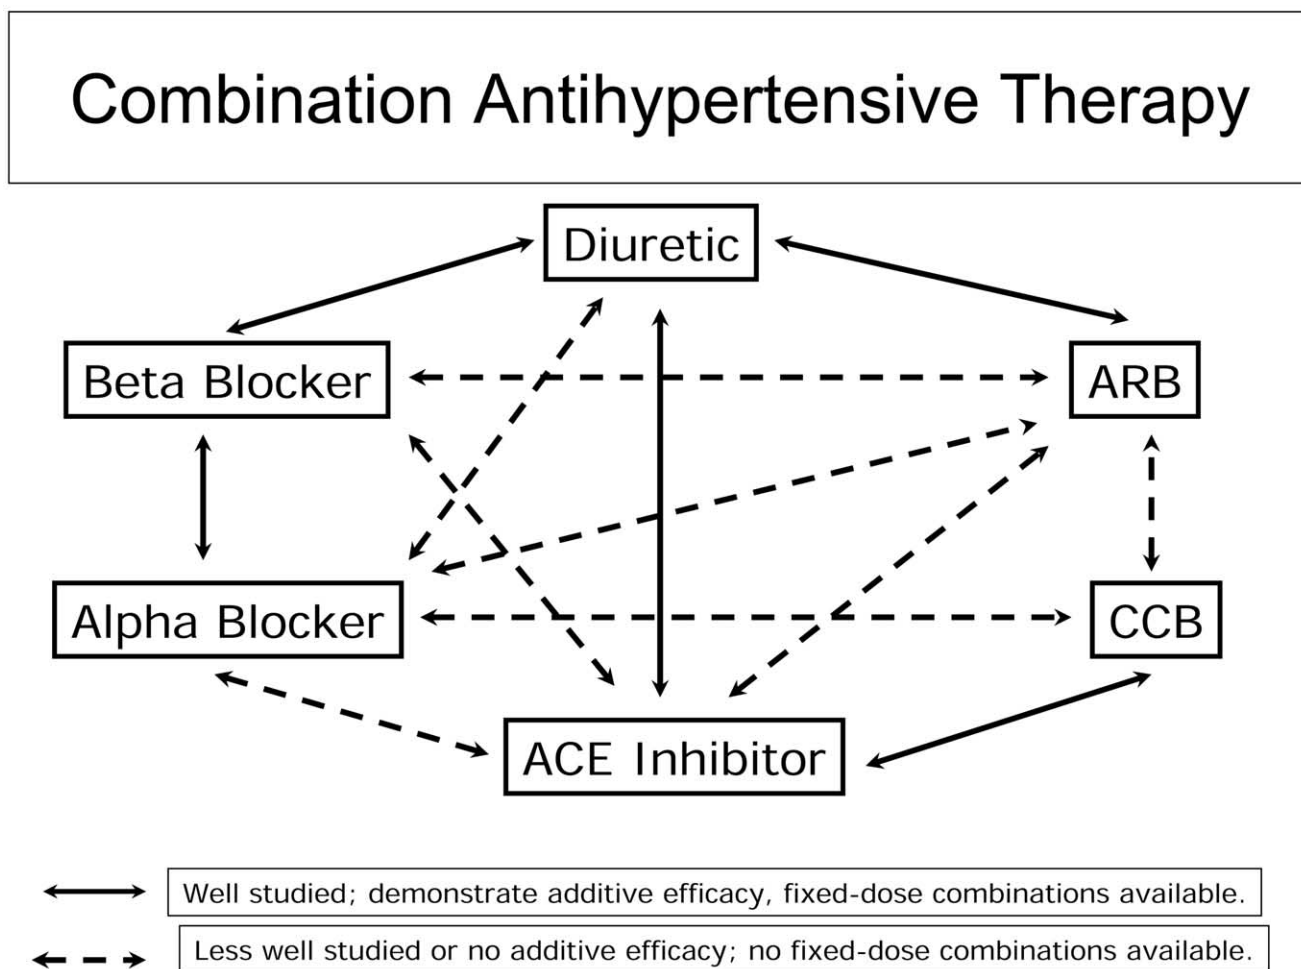 Combination Antihypertensive Therapy
Diuretic
Beta Blocker
ARB
Alpha Blocker
CCB
ACE Inhibitor
Well studied; demonstrate additive efficacy, fixed-dose combinations available.
Less well studied or no additive efficacy; no fixed-dose combinations available.